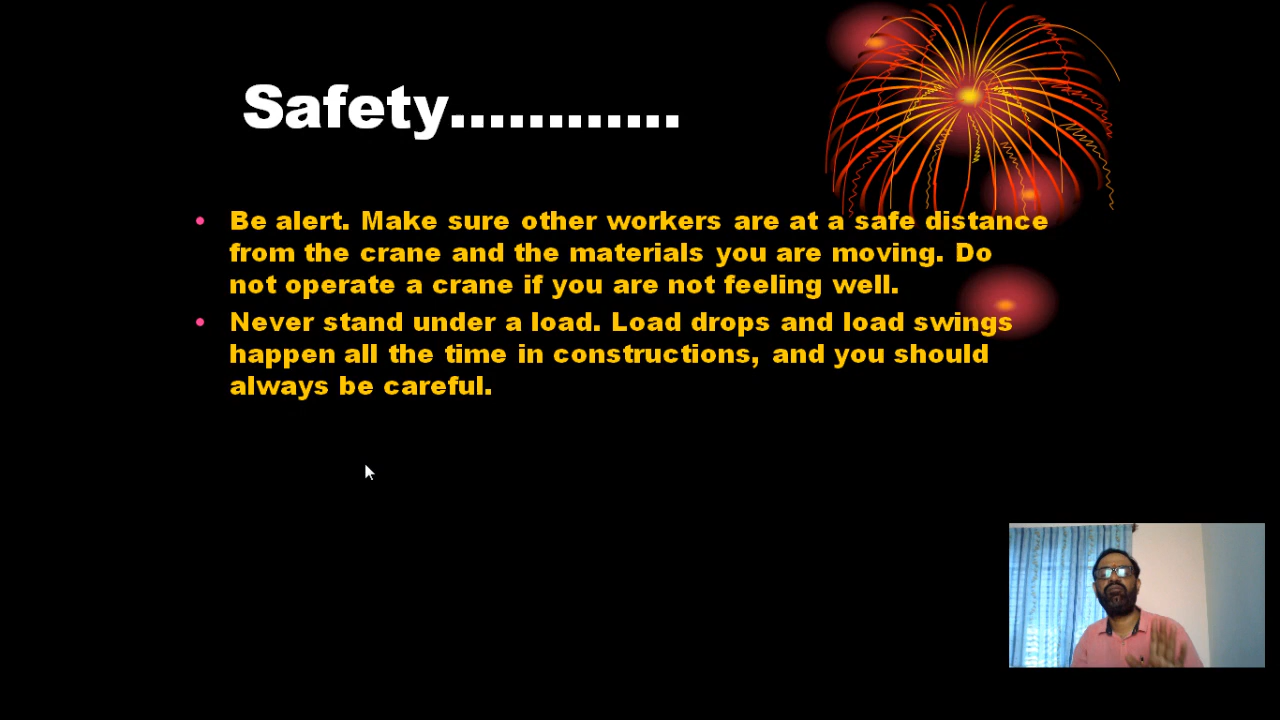 Safety............
• Be alert. Make sure other workers are at a safe distance
from the crane and the materials you are moving. Do
not operate a crane if you are not feeling well.
• Never stand under a load. Load drops and load swings
happen all the time in constructions, and you should
always be careful.